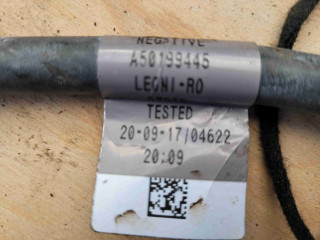 NEGATIVE
A50199445
LEONI-RO
TESTED
20-09-17/04622
20:09